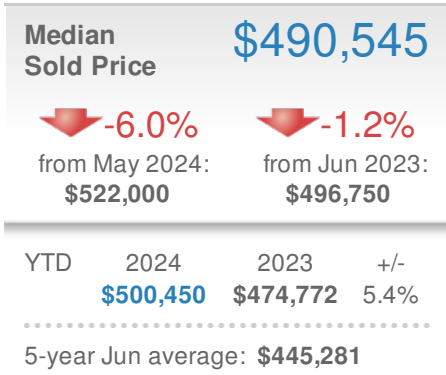 Median $490,545
Sold Price
-6.0% -1.2%
from May 2024: from Jun 2023:
$522,000 $496,750
YTD 2024 2023 +/-
$500,450 $474,772 5.4%
5-year Jun average: $445,281